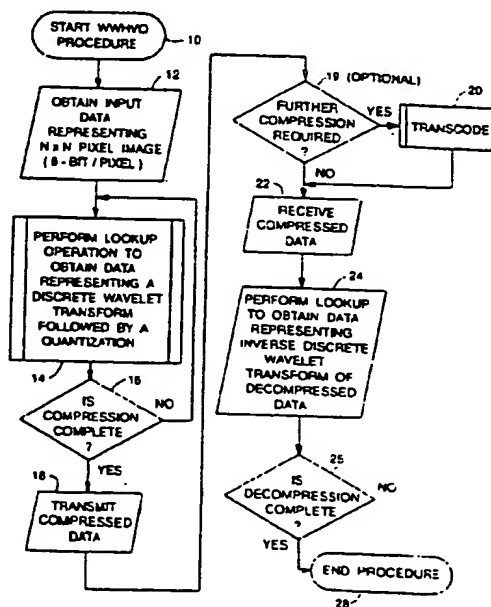 START WWHVQ
PROCEDURE
10
12
OBTAIN INPUT
DATA
REPRESENTING
N x N PIXEL IMAGE
(8 - BIT / PIXEL)
PERFORM LOOKUP
OPERATION TO
OBTAIN DATA
REPRESENTING A
DISCRETE WAVELET
TRANSFORM
FOLLOWED BY A
QUANTIZATION
14
16
IS
COMPRESSION
COMPLETE
?
NO
YES
18
TRANSMIT
COMPRESSED
DATA
19 (OPTIONAL)
FURTHER
COMPRESSION
REQUIRED
?
YES
20
TRANSCODE
NO
22
RECEIVE
COMPRESSED
DATA
24
PERFORM LOOKUP
TO OBTAIN DATA
REPRESENTING
INVERSE DISCRETE
WAVELET
TRANSFORM OF
DECOMPRESSED
DATA
25
IS
DECOMPRESSION
COMPLETE
?
NO
YES
END PROCEDURE
28